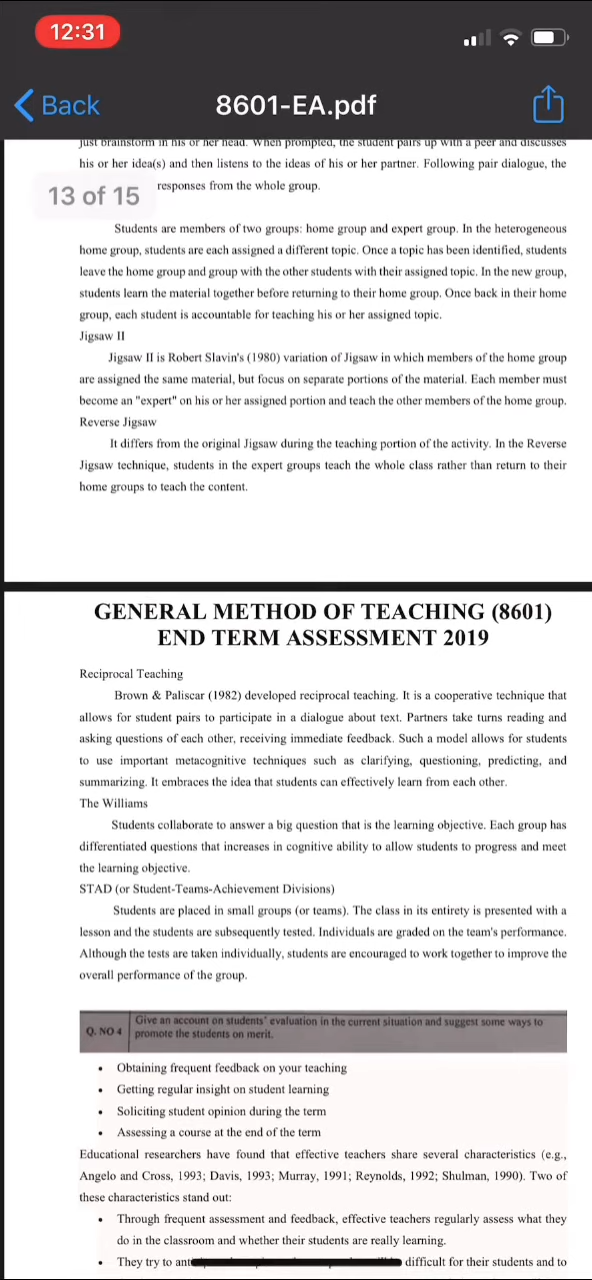 12:31
Back
8601-EA.pdf
just brainstorm in his or her head. When prompted, the student pairs up with a peer and discusses
his or her idea(s) and then listens to the ideas of his or her partner. Following pair dialogue, the
13 of 15
responses from the whole group.
Students are members of two groups: home group and expert group. In the heterogeneous
home group, students are each assigned a different topic. Once a topic has been identified, students
leave the home group and group with the other students with their assigned topic. In the new group,
students learn the material together before returning to their home group. Once back in their home
group, each student is accountable for teaching his or her assigned topic.
Jigsaw II
Jigsaw II is Robert Slavin's (1980) variation of Jigsaw in which members of the home group
are assigned the same material, but focus on separate portions of the material. Each member must
become an "expert" on his or her assigned portion and teach the other members of the home group.
Reverse Jigsaw
It differs from the original Jigsaw during the teaching portion of the activity. In the Reverse
Jigsaw technique, students in the expert groups teach the whole class rather than return to their
home groups to teach the content.
GENERAL METHOD OF TEACHING (8601)
END TERM ASSESSMENT 2019
Reciprocal Teaching
Brown & Paliscar (1982) developed reciprocal teaching. It is a cooperative technique that
allows for student pairs to participate in a dialogue about text. Partners take turns reading and
asking questions of each other, receiving immediate feedback. Such a model allows for students
to use important metacognitive techniques such as clarifying, questioning, predicting, and
summarizing. It embraces the idea that students can effectively learn from each other.
The Williams
Students collaborate to answer a big question that is the learning objective. Each group has
differentiated questions that increases in cognitive ability to allow students to progress and meet
the learning objective.
STAD (or Student-Teams-Achievement Divisions)
Students are placed in small groups (or teams). The class in its entirety is presented with a
lesson and the students are subsequently tested. Individuals are graded on the team's performance.
Although the tests are taken individually, students are encouraged to work together to improve the
overall performance of the group.
Q. NO 4 Give an account on students' evaluation in the current situation and suggest some ways to
promote the students on merit.
• Obtaining frequent feedback on your teaching
• Getting regular insight on student learning
• Soliciting student opinion during the term
• Assessing a course at the end of the term
Educational researchers have found that effective teachers share several characteristics (e.g.,
Angelo and Cross, 1993; Davis, 1993; Murray, 1991; Reynolds, 1992; Shulman, 1990). Two of
these characteristics stand out:
• Through frequent assessment and feedback, effective teachers regularly assess what they
do in the classroom and whether their students are really learning.
• They try to difficult for their students and to